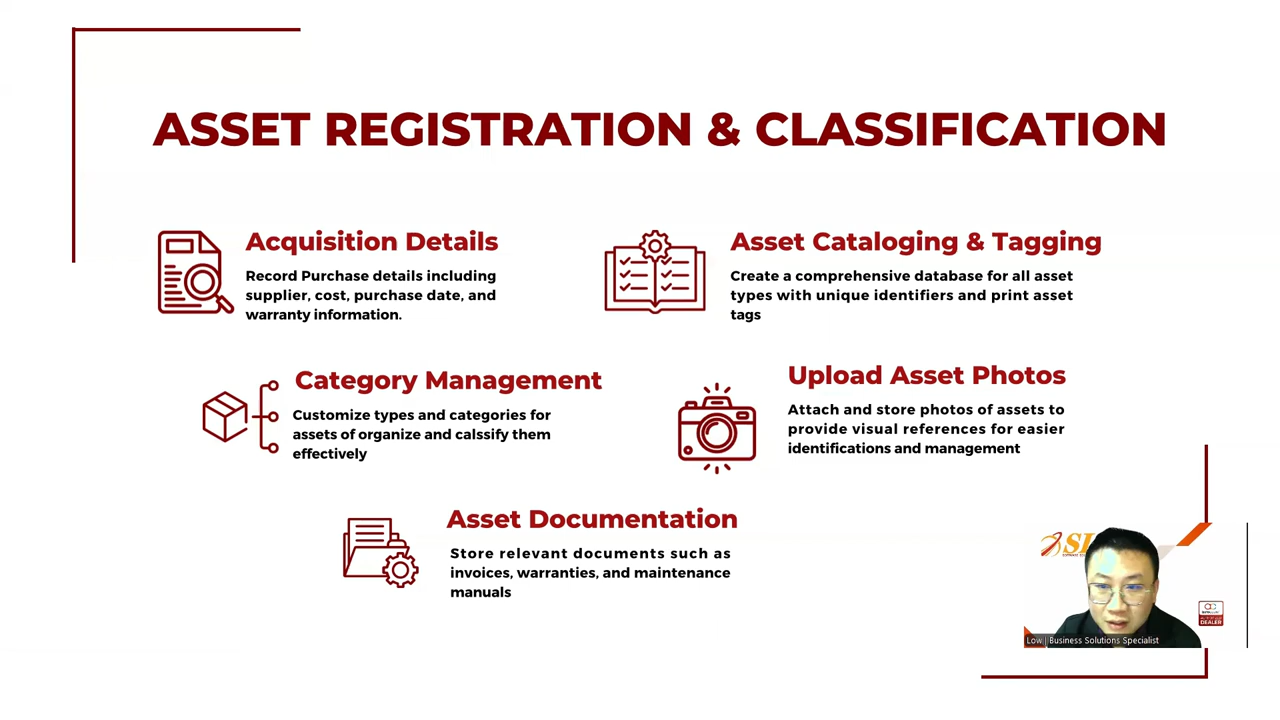 ASSET REGISTRATION & CLASSIFICATION
Acquisition Details
Record Purchase details including
supplier, cost, purchase date, and
warranty information.
Asset Cataloging & Tagging
Create a comprehensive database for all asset
types with unique identifiers and print asset
tags
Category Management
Customize types and categories for
assets of organize and calssify them
effectively
Upload Asset Photos
Attach and store photos of assets to
provide visual references for easier
identifications and management
Asset Documentation
Store relevant documents such as
invoices, warranties, and maintenance
manuals
DEALER
Low | Business Solutions Specialist